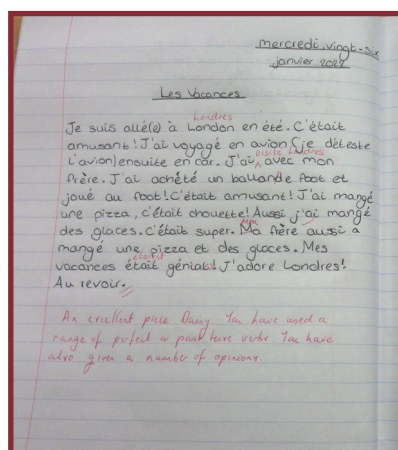 mercredi, vingt-six
janvier 2022
Les Vacances
Londres
Je suis allé(e) à London en été. C'était
amusant! J'ai voyagé en avion (je déteste
l'avion) ensuite en car. J'ai visité Londres avec mon
frère. J'ai achété un ballande foot et
joué au foot! C'était amusant! J'ai mangé
une pizza, c'était chouette! Aussi j'ai mangé
des glaces. C'était super. Ma Mon frère aussi a
mangé une pizza et des glaces. Mes
vacances était génial! J'adore Londres!
Au revoir.
An excellent piece Daisy. You have used a
range of perfect or past tense verbs. You have
also given a number of opinions.